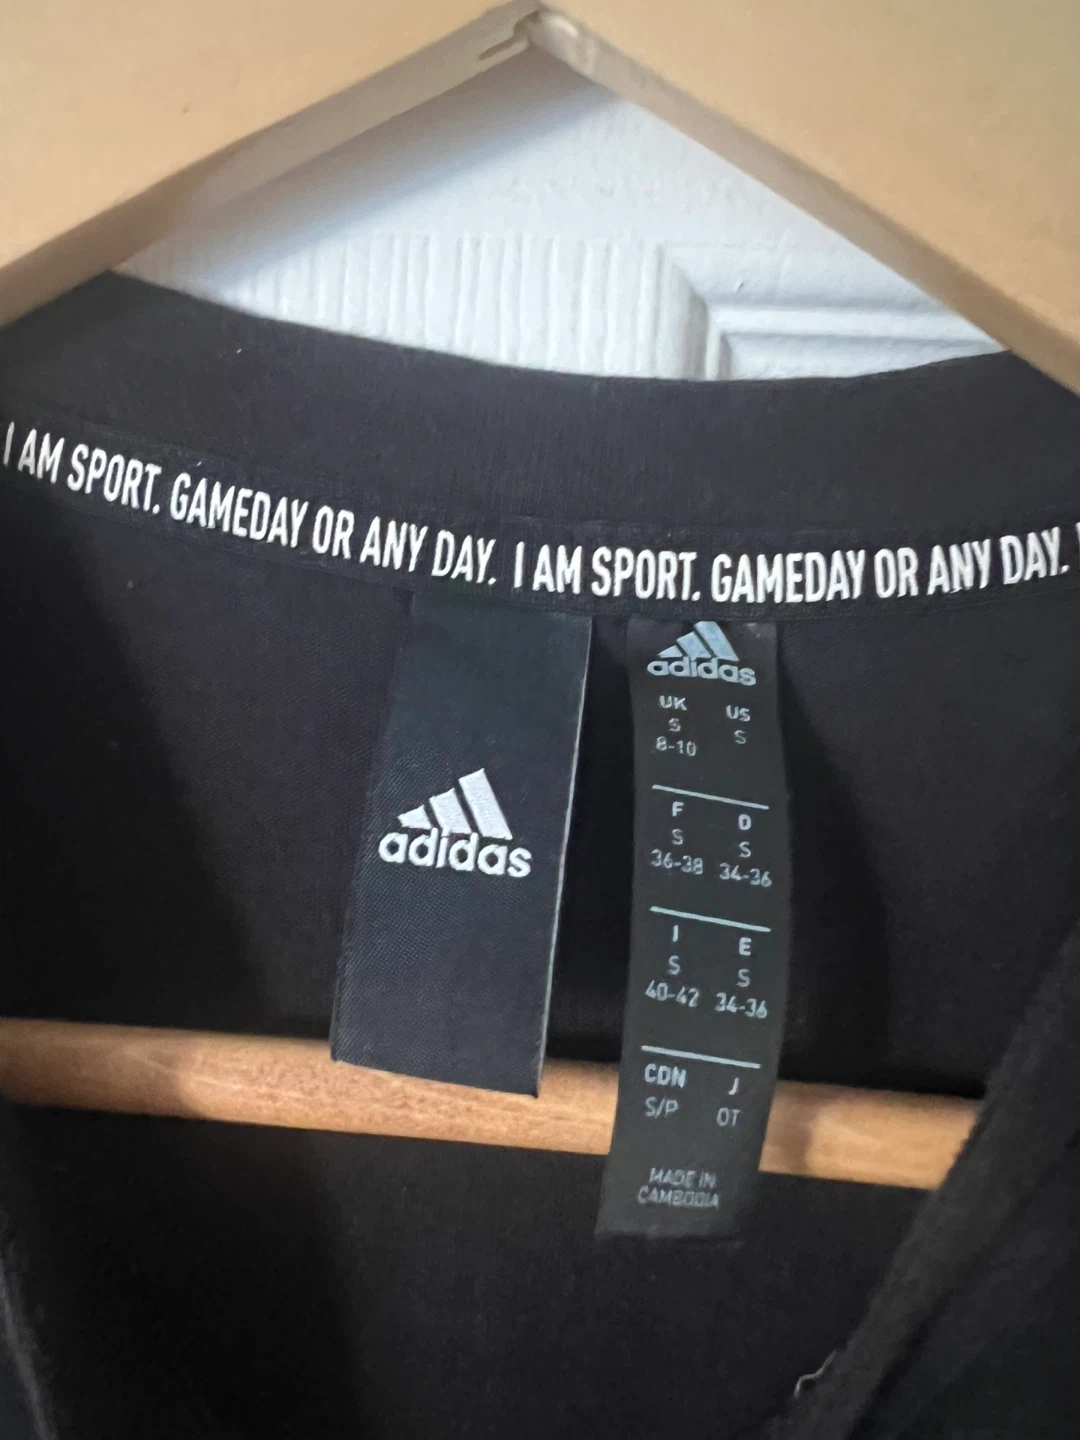 I AM SPORT. GAMEDAY OR ANY DAY. I AM SPORT. GAMEDAY OR ANY DAY.
adidas
adidas
UK US
S S
8-10
F D
S S
36-38 34-36
I E
S S
40-42 34-36
CDN J
S/P OT
MADE IN
CAMBODIA